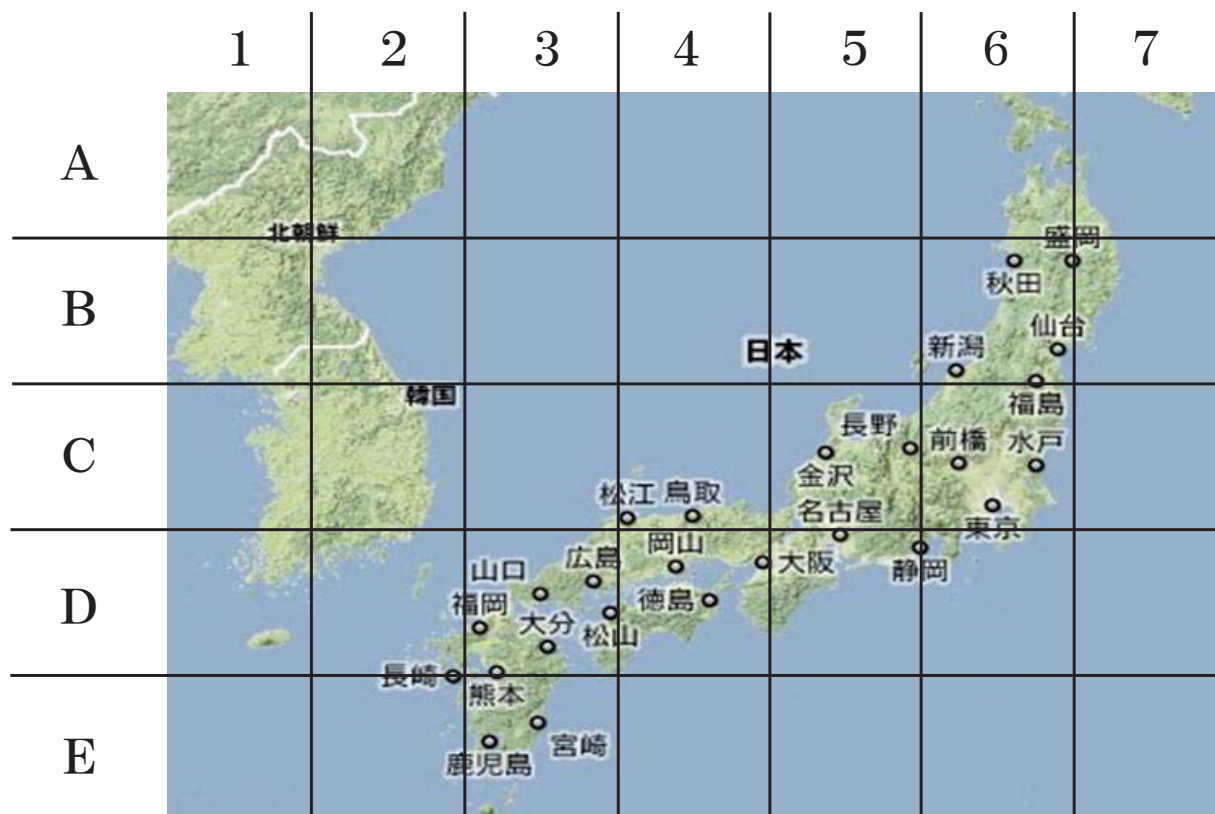 1 2 3 4 5 6 7
A
北朝鮮
盛岡
B
秋田
仙台
新潟
日本
韓国
福島
C
長野 前橋 水戸
金沢
松江 鳥取
名古屋
東京
岡山
広島
大阪
静岡
山口
D
福岡
徳島
大分
松山
長崎
熊本
E
宮崎
鹿児島